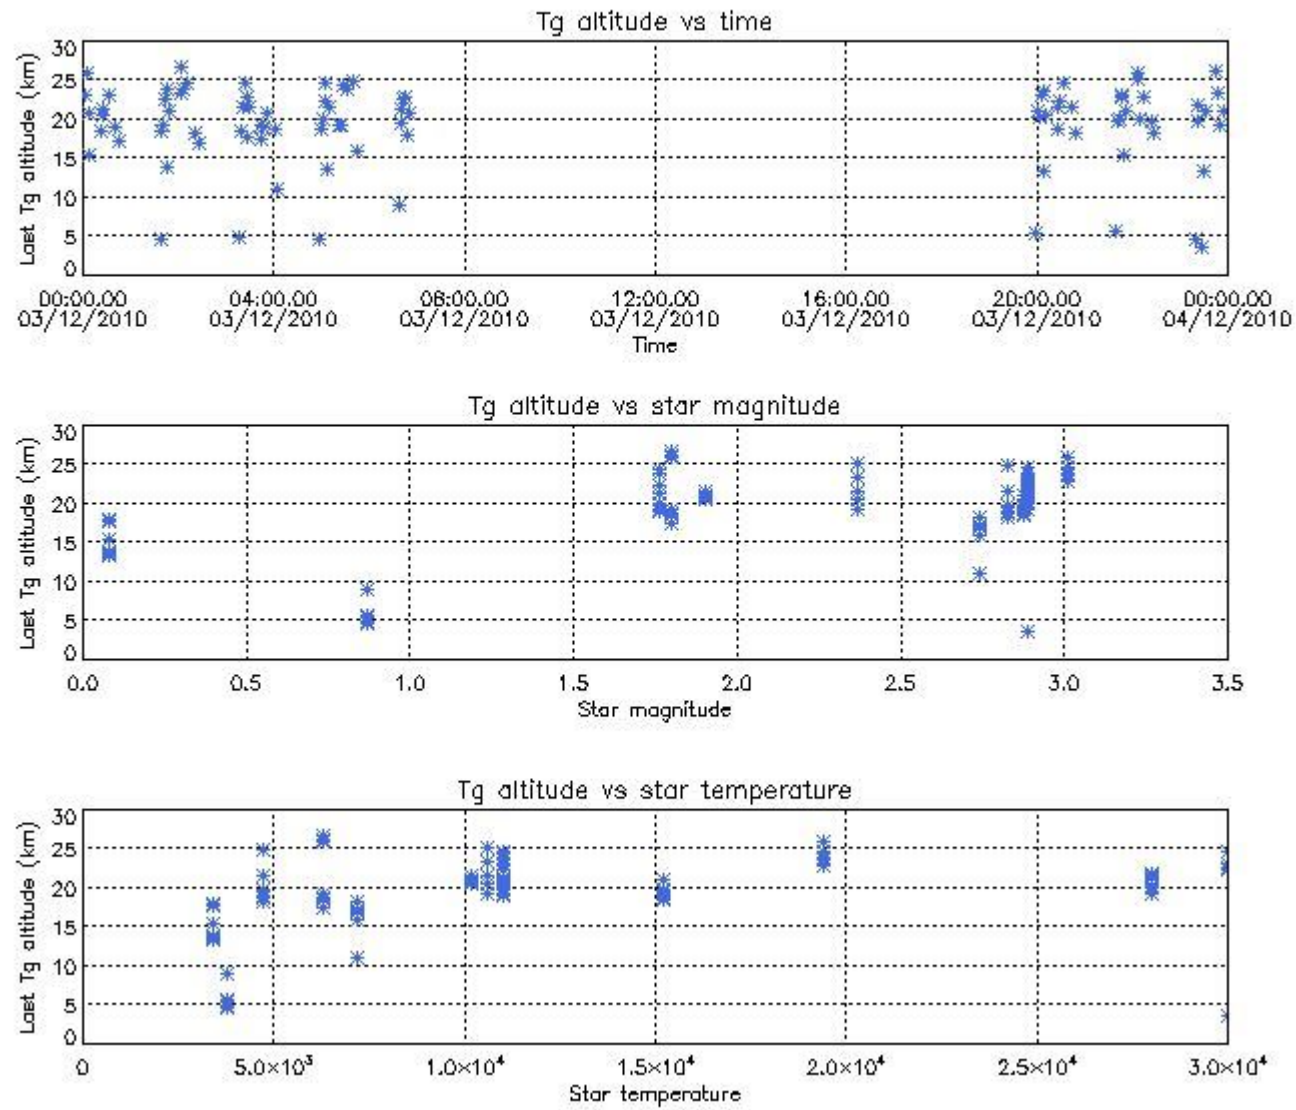 Tg altitude vs time
Last Tg altitude (km)
30
25
20
15
10
5
0
00:00.00 04:00.00 08:00.00 12:00.00 16:00.00 20:00.00 00:00.00
03/12/2010 03/12/2010 03/12/2010 03/12/2010 03/12/2010 03/12/2010 04/12/2010
Time
Tg altitude vs star magnitude
Last Tg altitude (km)
30
25
20
15
10
5
0
0.0 0.5 1.0 1.5 2.0 2.5 3.0 3.5
Star magnitude
Tg altitude vs star temperature
Last Tg altitude (km)
30
25
20
15
10
5
0
0 5.0×10³ 1.0×10⁴ 1.5×10⁴ 2.0×10⁴ 2.5×10⁴ 3.0×10⁴
Star temperature